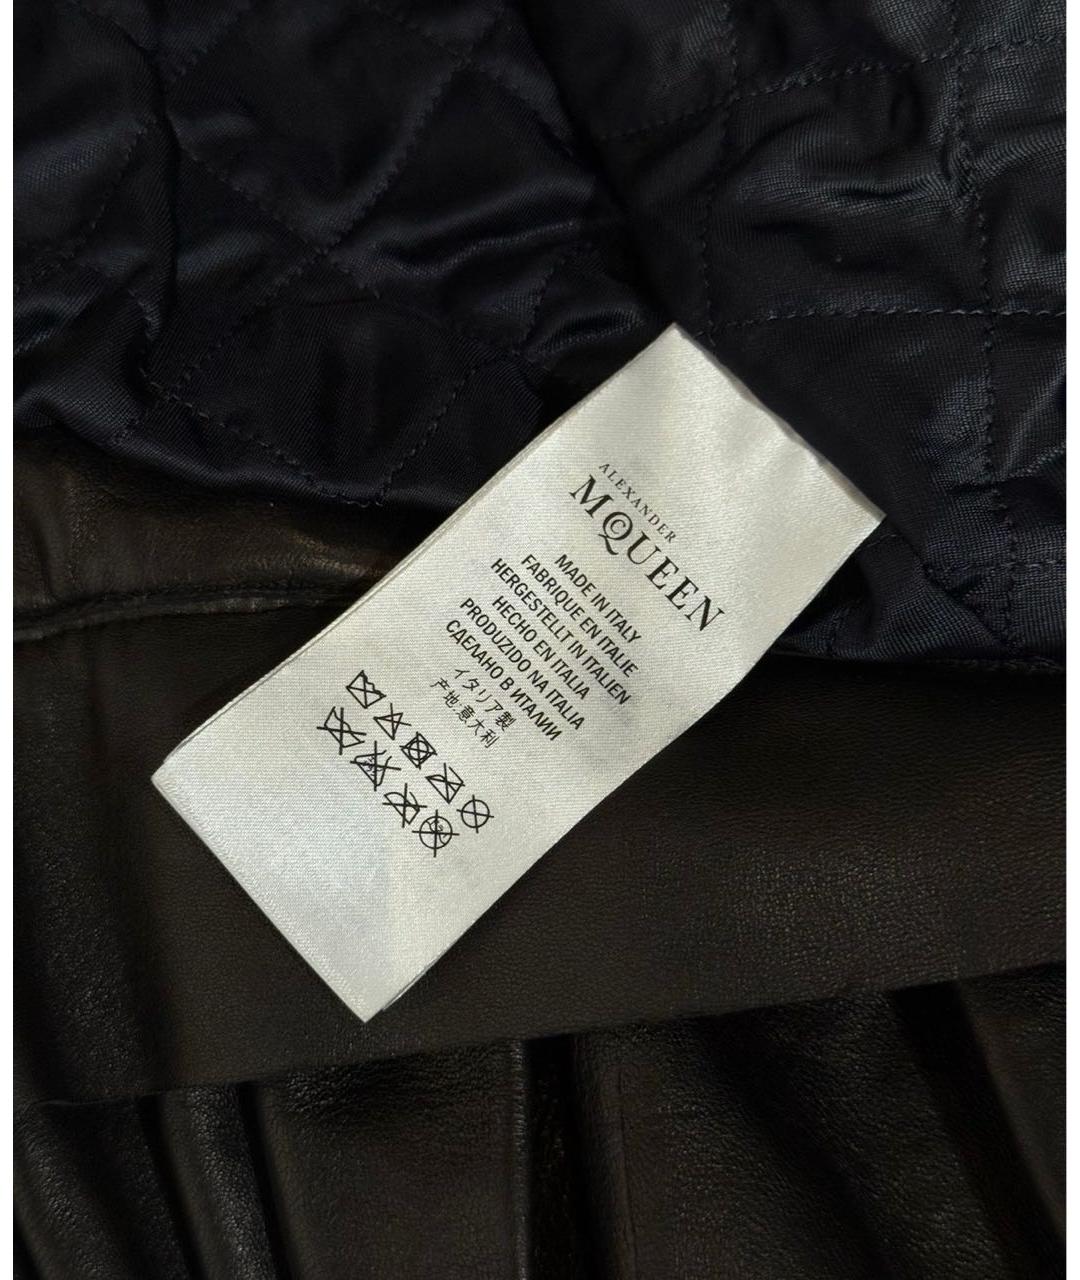 ALEXANDER
MCQUEEN
MADE IN ITALY
FABRIQUE EN ITALIE
HERGESTELLT IN ITALIEN
HECHO EN ITALIA
PRODUZIDO NA ITALIA
СДЕЛАНО В ИТАЛИИ
イタリア製
产地:意大利